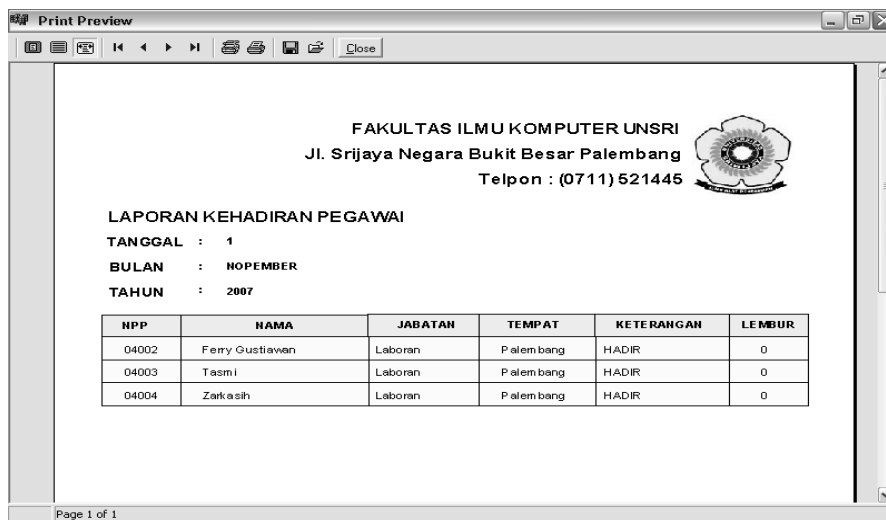 Print Preview
Close
FAKULTAS ILMU KOMPUTER UNSRI
Jl. Srijaya Negara Bukit Besar Palembang
Telpon : (0711) 521445
LAPORAN KEHADIRAN PEGAWAI
TANGGAL : 1
BULAN : NOPEMBER
TAHUN : 2007
NPP NAMA JABATAN TEMPAT KETERANGAN LEMBUR
04002 Ferry Gustiawan Laboran Palembang HADIR 0
04003 Tasmi Laboran Palembang HADIR 0
04004 Zarkasih Laboran Palembang HADIR 0
Page 1 of 1